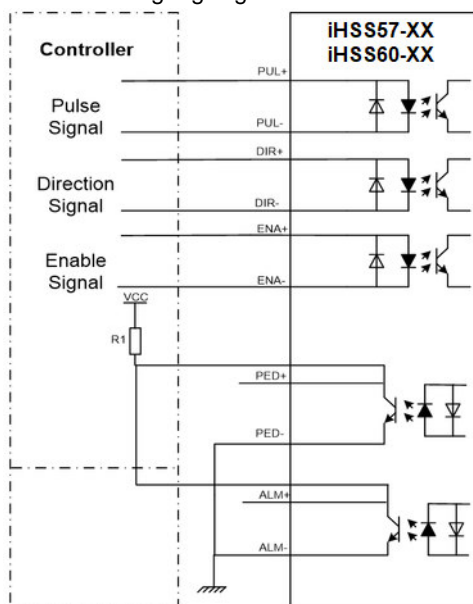 iHSS57-XX
iHSS60-XX
Controller
PUL+
Pulse
Signal
PUL-
DIR+
Direction
Signal
DIR-
ENA+
Enable
Signal
ENA-
VCC
R1
PED+
PED-
ALM+
ALM-